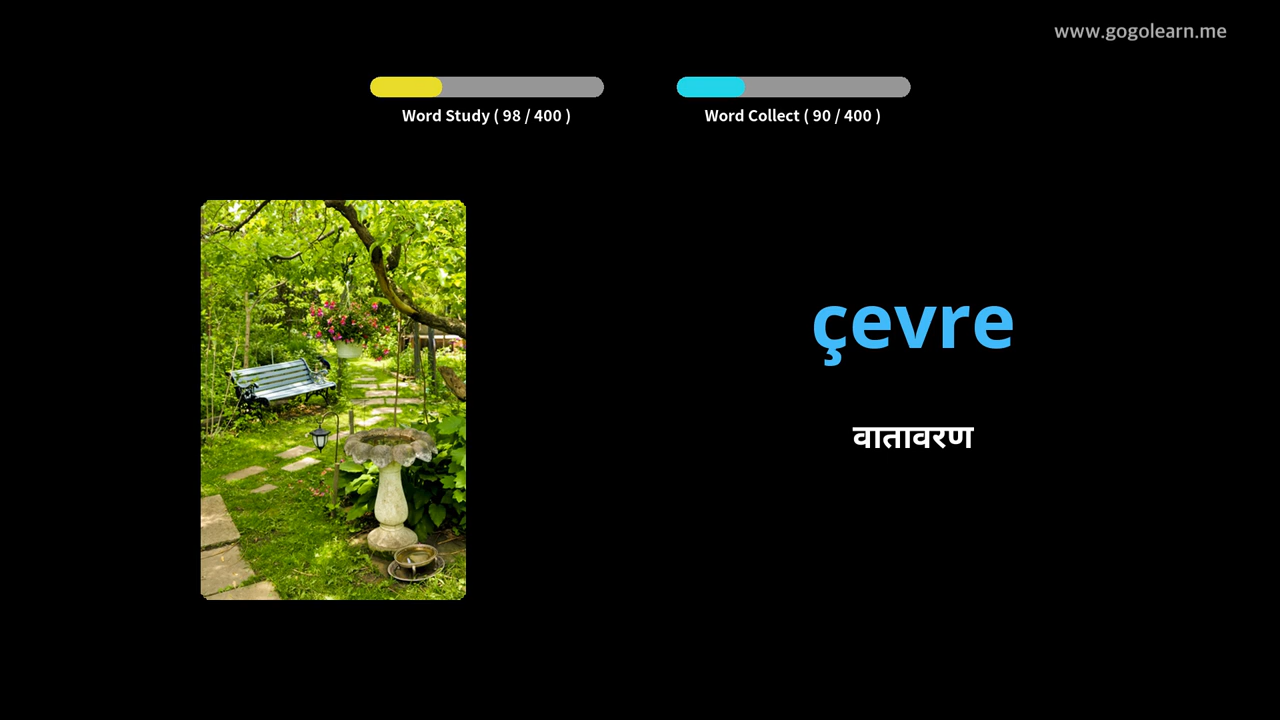 www.gogolearn.me
Word Study ( 98 / 400 )
Word Collect ( 90 / 400 )
çevre
वातावरण